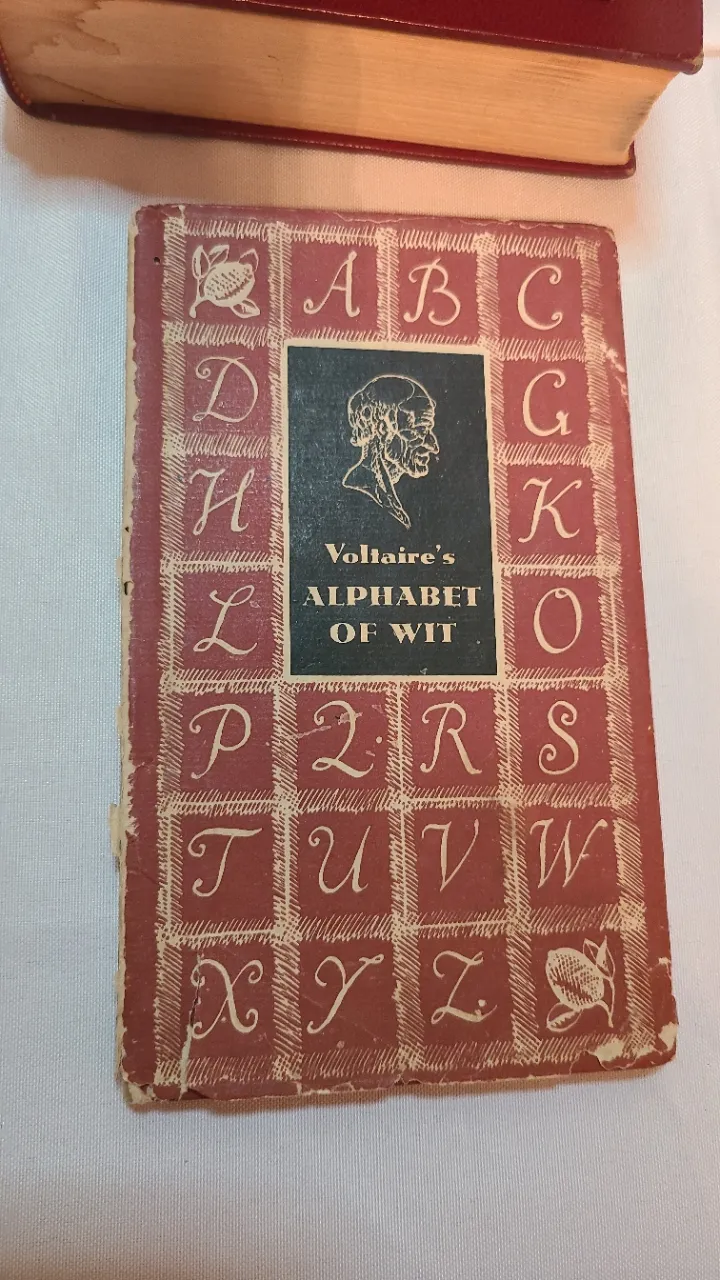 A B C
D G
H K
Voltaire's
ALPHABET
OF WIT
L O
P Q R S
T U V W
X Y Z